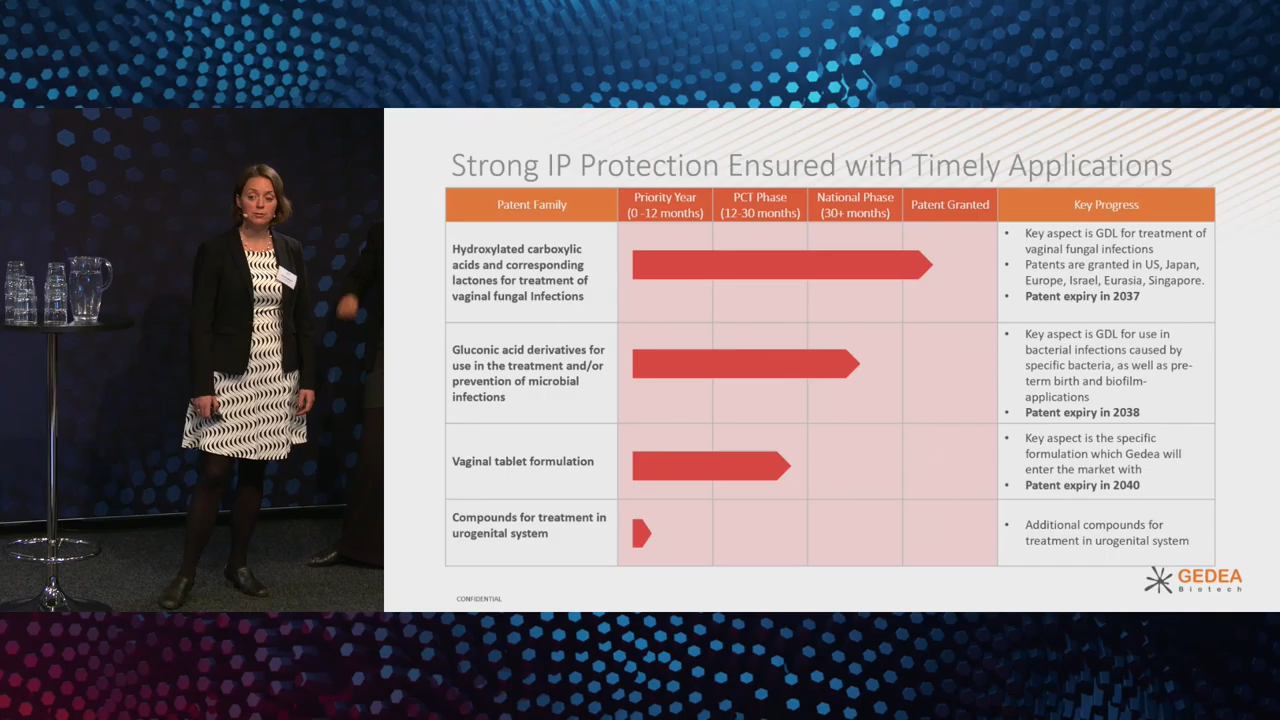 Strong IP Protection Ensured with Timely Applications
Patent Family
Priority Year
(0 -12 months)
PCT Phase
(12-30 months)
National Phase
(30+ months)
Patent Granted
Key Progress
Hydroxylated carboxylic
acids and corresponding
lactones for treatment of
vaginal fungal Infections
• Key aspect is GDL for treatment of
vaginal fungal infections
• Patents are granted in US, Japan,
Europe, Israel, Eurasia, Singapore.
• Patent expiry in 2037
Gluconic acid derivatives for
use in the treatment and/or
prevention of microbial
infections
• Key aspect is GDL for use in
bacterial infections caused by
specific bacteria, as well as pre-
term birth and biofilm-
applications
• Patent expiry in 2038
Vaginal tablet formulation
• Key aspect is the specific
formulation which Gedea will
enter the market with
• Patent expiry in 2040
Compounds for treatment in
urogenital system
• Additional compounds for
treatment in urogenital system
GEDEA
Biotech
CONFIDENTIAL